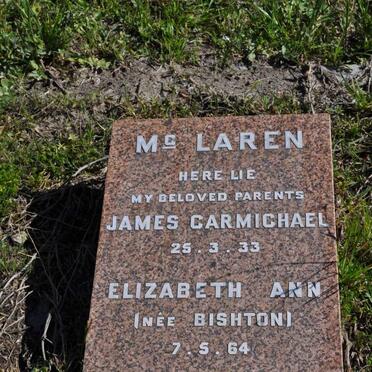 Mc LAREN
HERE LIE
MY BELOVED PARENTS
JAMES CARMICHAEL
25.3.33
ELIZABETH ANN
(NÉE BISHTON)
7.5.64